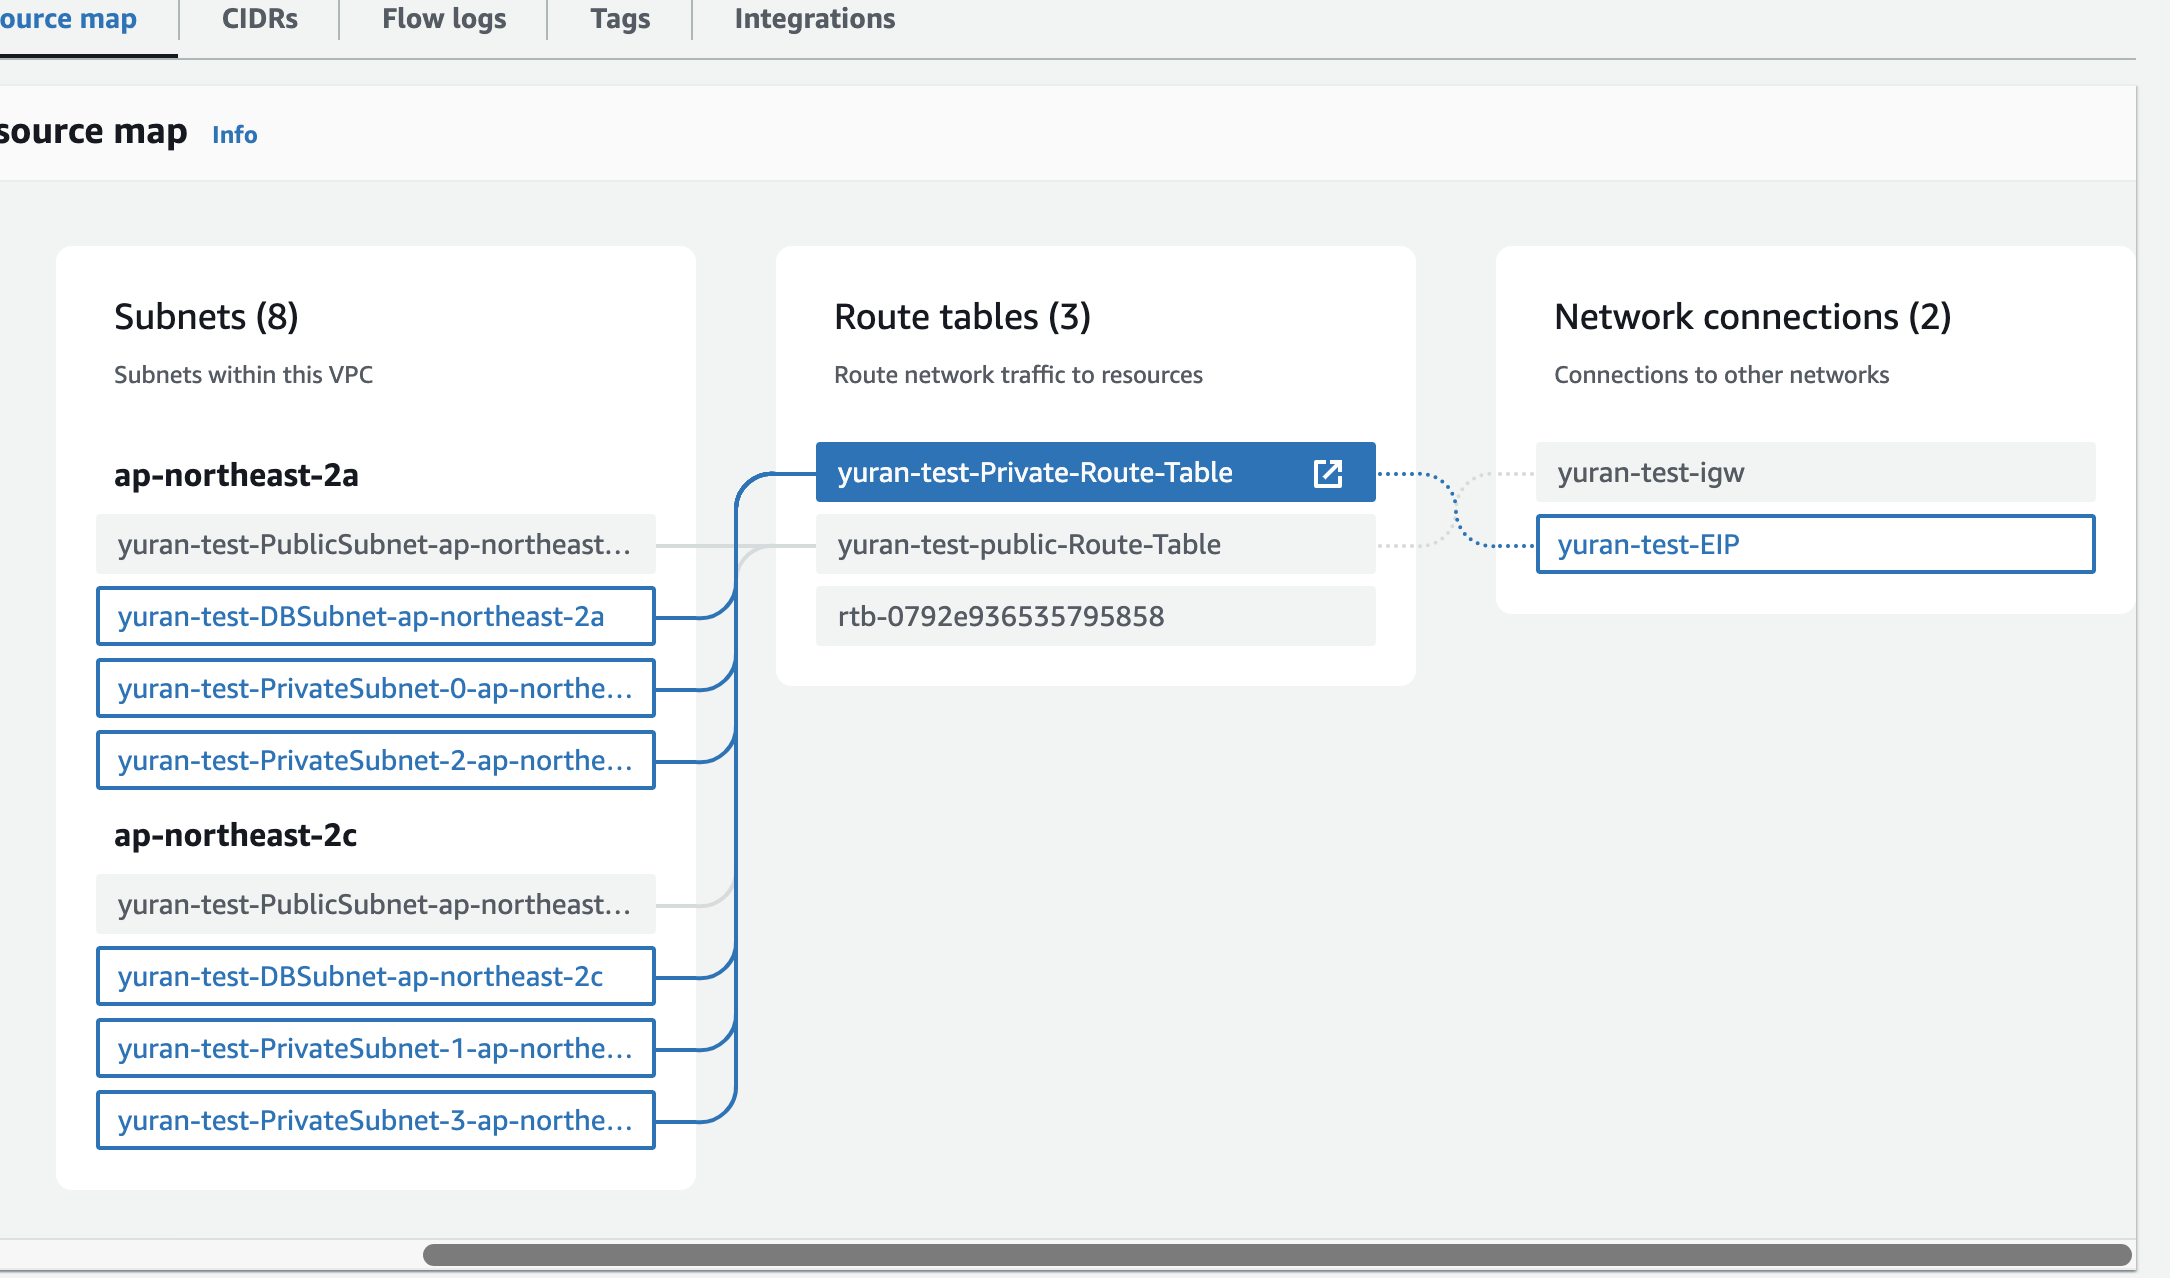 ource map
CIDRs
Flow logs
Tags
Integrations
source map
Info
Subnets (8)
Subnets within this VPC
ap-northeast-2a
yuran-test-PublicSubnet-ap-northeast...
yuran-test-DBSubnet-ap-northeast-2a
yuran-test-PrivateSubnet-0-ap-northe...
yuran-test-PrivateSubnet-2-ap-northe...
ap-northeast-2c
yuran-test-PublicSubnet-ap-northeast...
yuran-test-DBSubnet-ap-northeast-2c
yuran-test-PrivateSubnet-1-ap-northe...
yuran-test-PrivateSubnet-3-ap-northe...
Route tables (3)
Route network traffic to resources
yuran-test-Private-Route-Table
yuran-test-public-Route-Table
rtb-0792e936535795858
Network connections (2)
Connections to other networks
yuran-test-igw
yuran-test-EIP